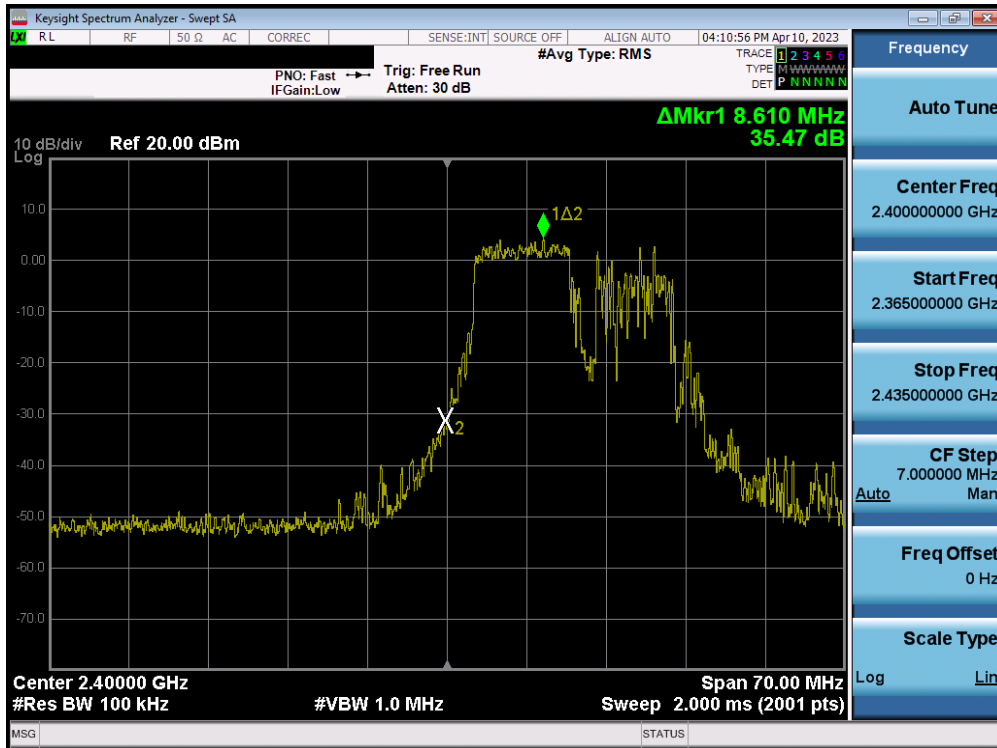 Keysight Spectrum Analyzer - Swept SA
LXI RL RF 50 Ω AC CORREC SENSE:INT SOURCE OFF ALIGN AUTO 04:10:56 PM Apr 10, 2023
Frequency
#Avg Type: RMS
TRACE 1 2 3 4 5 6
PNO: Fast
Trig: Free Run
TYPE M W W W W W
IFGain:Low
Atten: 30 dB
DET P N N N N N
Auto Tune
ΔMkr1 8.610 MHz
35.47 dB
10 dB/div Ref 20.00 dBm
Log
Center Freq
2.400000000 GHz
10.0
1Δ2
0.00
Start Freq
2.365000000 GHz
-10.0
-20.0
Stop Freq
2.435000000 GHz
-30.0
2
-40.0
CF Step
7.000000 MHz
Auto Man
-50.0
Freq Offset
0 Hz
-60.0
-70.0
Scale Type
Log Lin
Center 2.40000 GHz Span 70.00 MHz
#Res BW 100 kHz #VBW 1.0 MHz Sweep 2.000 ms (2001 pts)
MSG STATUS